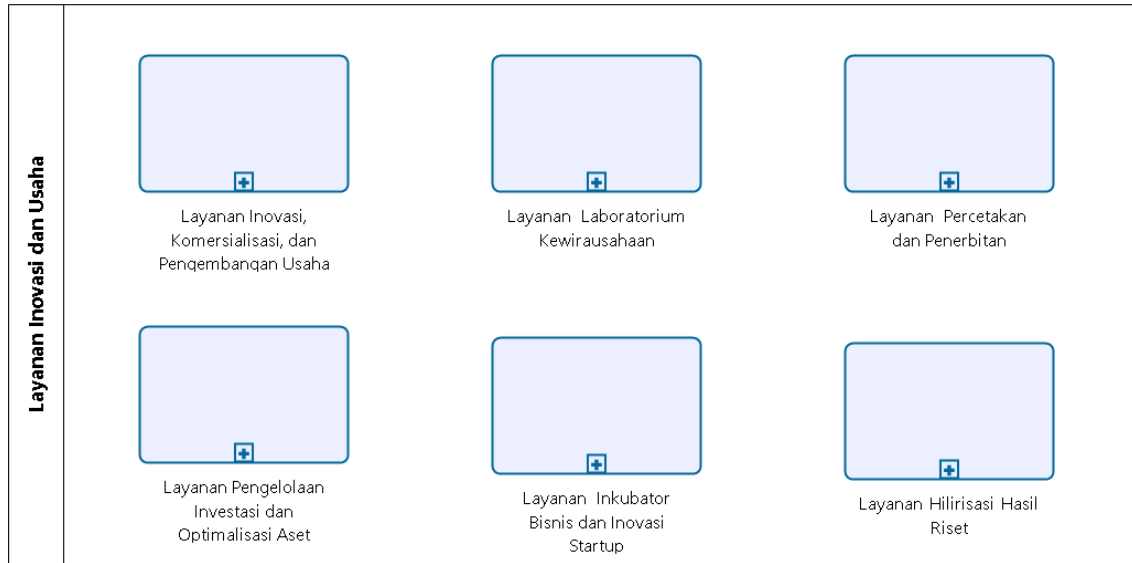 Layanan Inovasi dan Usaha
Layanan Inovasi,
Komersialisasi, dan
Pengembangan Usaha
Layanan Laboratorium
Kewirausahaan
Layanan Percetakan
dan Penerbitan
Layanan Pengelolaan
Investasi dan
Optimalisasi Aset
Layanan Inkubator
Bisnis dan Inovasi
Startup
Layanan Hilirisasi Hasil
Riset